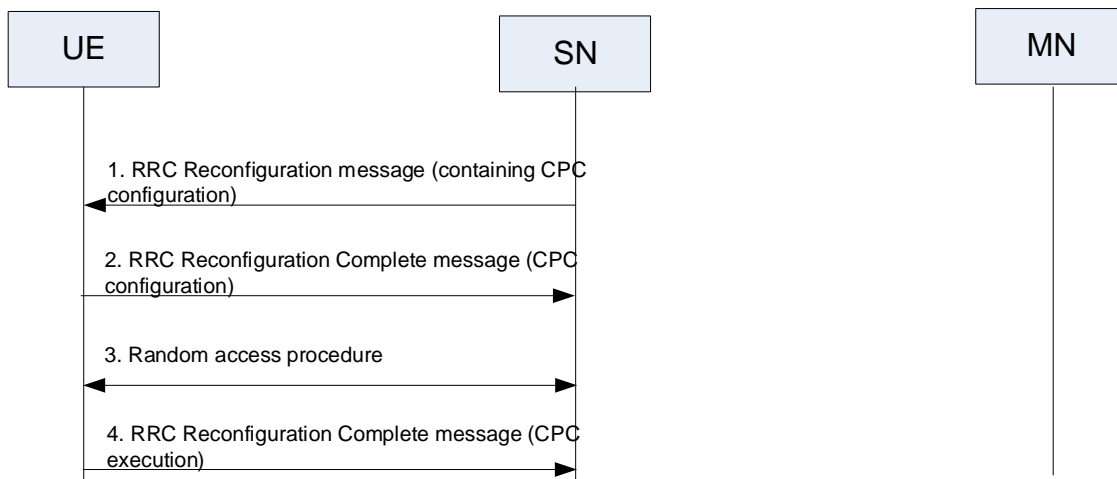 UE
SN
MN
1. RRC Reconfiguration message (containing CPC
configuration)
2. RRC Reconfiguration Complete message (CPC
configuration)
3. Random access procedure
4. RRC Reconfiguration Complete message (CPC
execution)